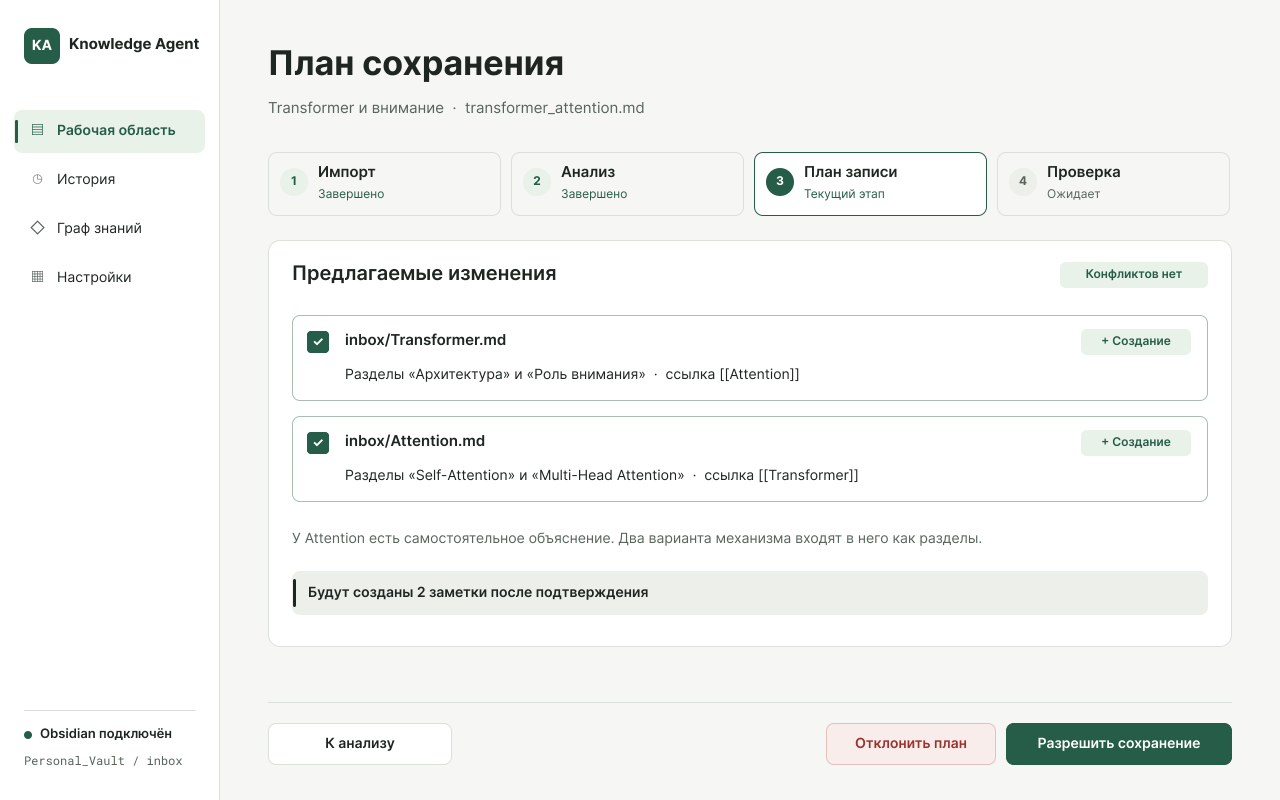 KA
Knowledge Agent
Рабочая область
История
Граф знаний
Настройки
Obsidian подключён
Personal_Vault / inbox
План сохранения
Transformer и внимание · transformer_attention.md
1
Импорт
Завершено
2
Анализ
Завершено
3
План записи
Текущий этап
4
Проверка
Ожидает
Предлагаемые изменения
Конфликтов нет
inbox/Transformer.md
+ Создание
Разделы «Архитектура» и «Роль внимания» · ссылка [[Attention]]
inbox/Attention.md
+ Создание
Разделы «Self-Attention» и «Multi-Head Attention» · ссылка [[Transformer]]
У Attention есть самостоятельное объяснение. Два варианта механизма входят в него как разделы.
Будут созданы 2 заметки после подтверждения
К анализу
Отклонить план
Разрешить сохранение